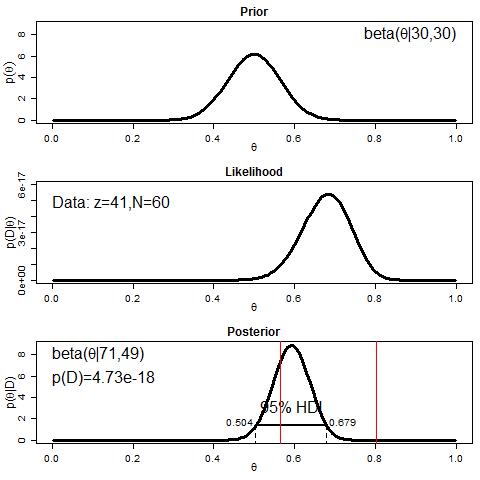 Prior
beta(θ|30,30)
p(θ)
0 2 4 6 8
0.0 0.2 0.4 0.6 0.8 1.0
θ
Likelihood
Data: z=41,N=60
p(D|θ)
0e+00 3e-17 6e-17
0.0 0.2 0.4 0.6 0.8 1.0
θ
Posterior
beta(θ|71,49)
p(D)=4.73e-18
p(θ|D)
0 2 4 6 8
95% HDI
0.504 0.679
0.0 0.2 0.4 0.6 0.8 1.0
θ